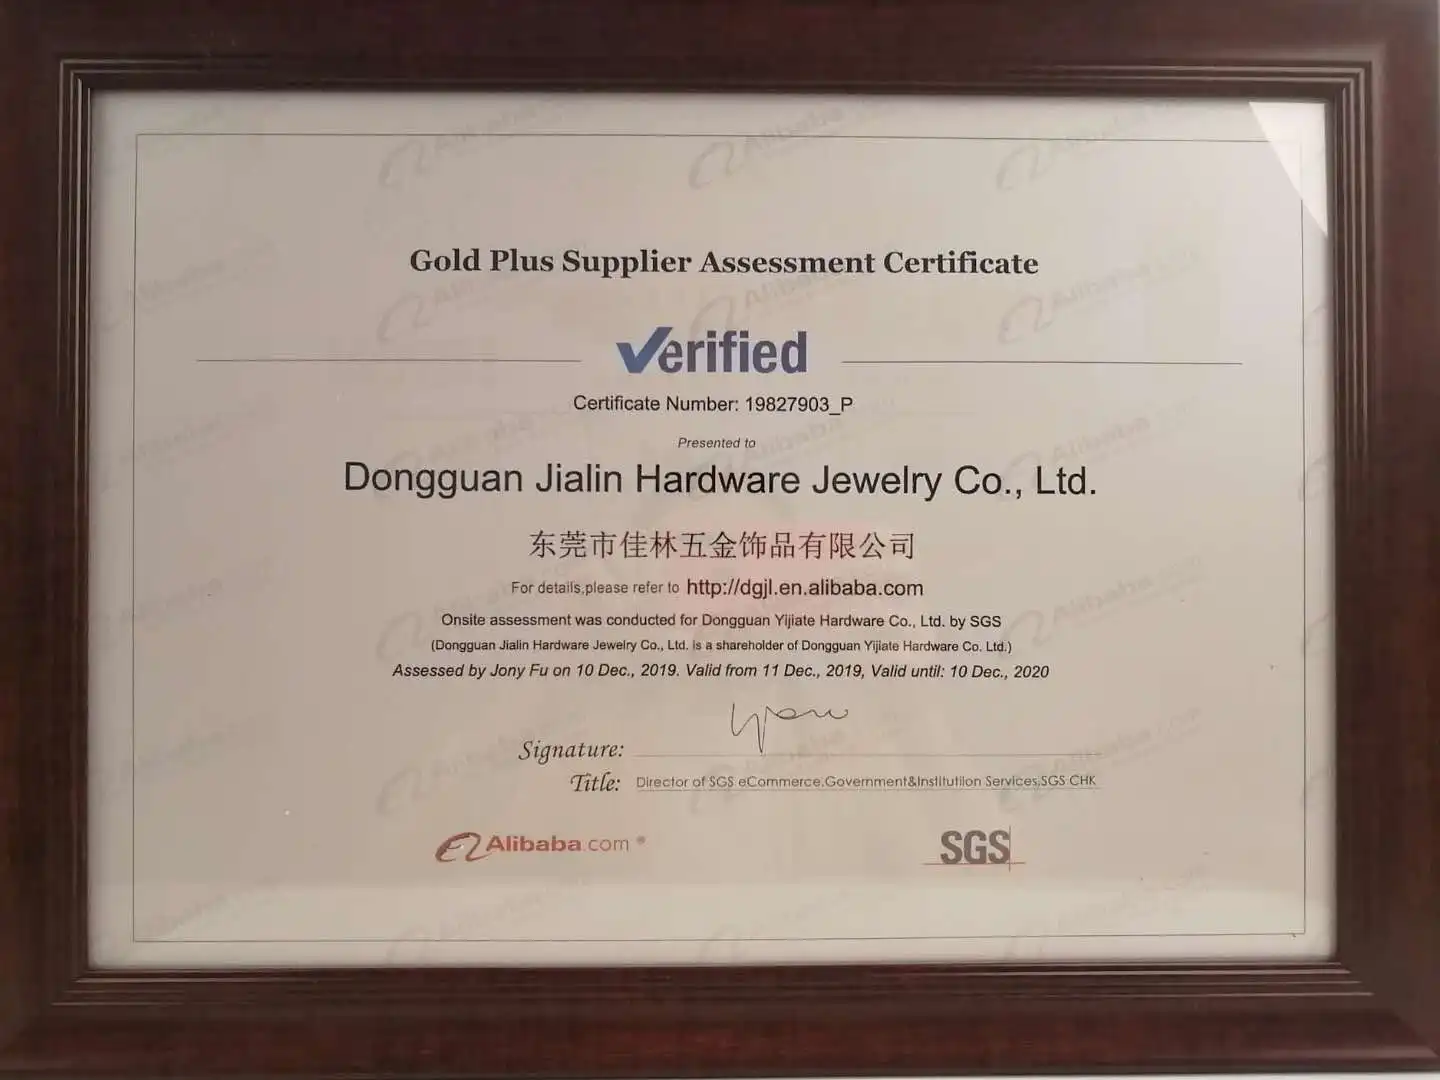 Gold Plus Supplier Assessment Certificate
Verified
Certificate Number: 19827903_P
Presented to
Dongguan Jialin Hardware Jewelry Co., Ltd.
东莞市佳林五金饰品有限公司
For details,please refer to http://dgjl.en.alibaba.com
Onsite assessment was conducted for Dongguan Yijiate Hardware Co., Ltd. by SGS
(Dongguan Jialin Hardware Jewelry Co., Ltd. is a shareholder of Dongguan Yijiate Hardware Co. Ltd.)
Assessed by Jony Fu on 10 Dec., 2019. Valid from 11 Dec., 2019, Valid until: 10 Dec., 2020
Signature:
Title: Director of SGS eCommerce,Government&Institutiion Services,SGS CHK
Alibaba.com®
SGS